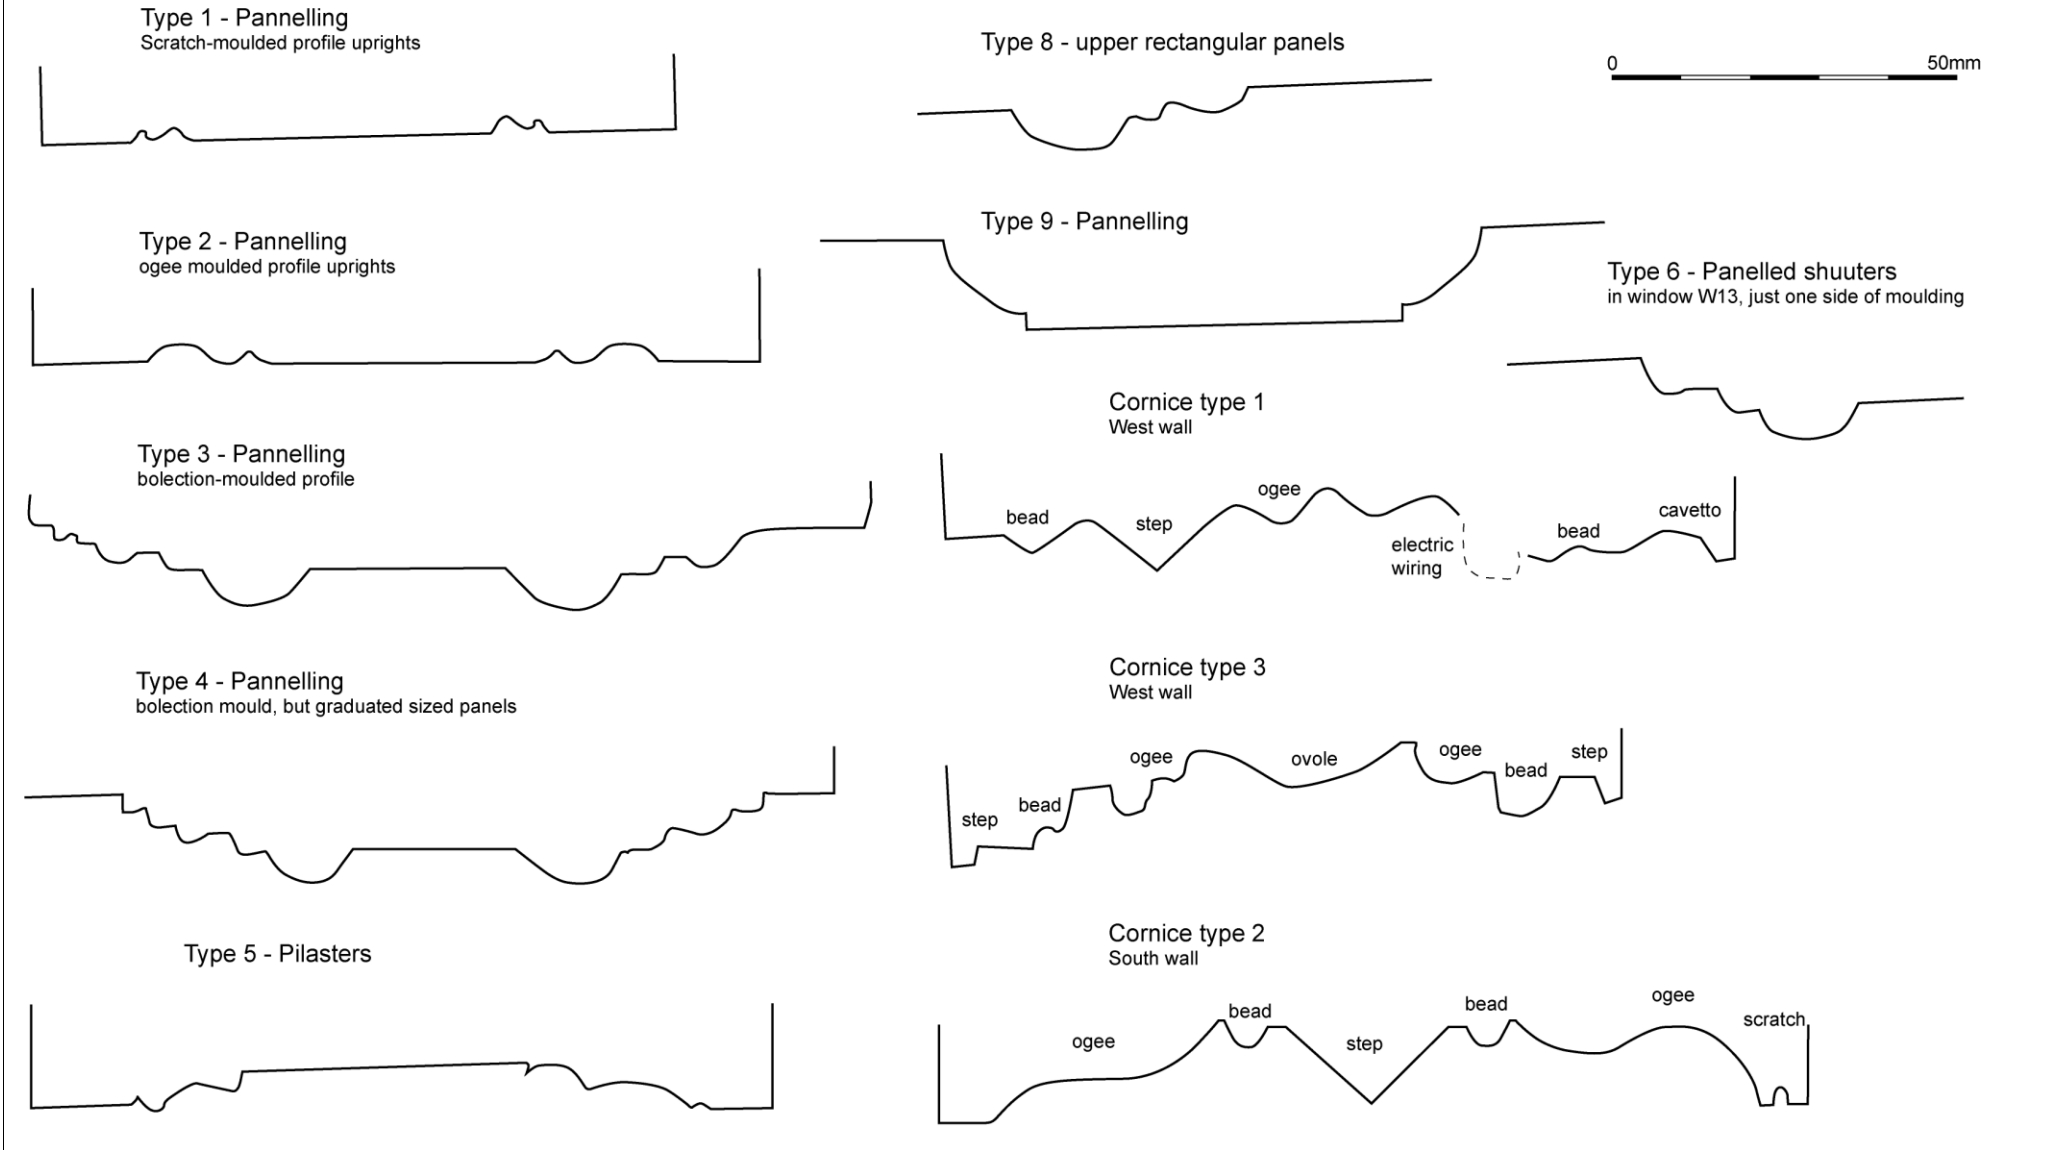 Type 1 - Pannelling
Scratch-moulded profile uprights
Type 2 - Pannelling
ogee moulded profile uprights
Type 3 - Pannelling
bolection-moulded profile
Type 4 - Pannelling
bolection mould, but graduated sized panels
Type 5 - Pilasters
Type 8 - upper rectangular panels
0 50mm
Type 9 - Pannelling
Type 6 - Panelled shuuters
in window W13, just one side of moulding
Cornice type 1
West wall
bead
step
ogee
electric
wiring
bead
cavetto
Cornice type 3
West wall
step
bead
ogee
ovole
ogee
bead
step
Cornice type 2
South wall
ogee
bead
step
bead
ogee
scratch